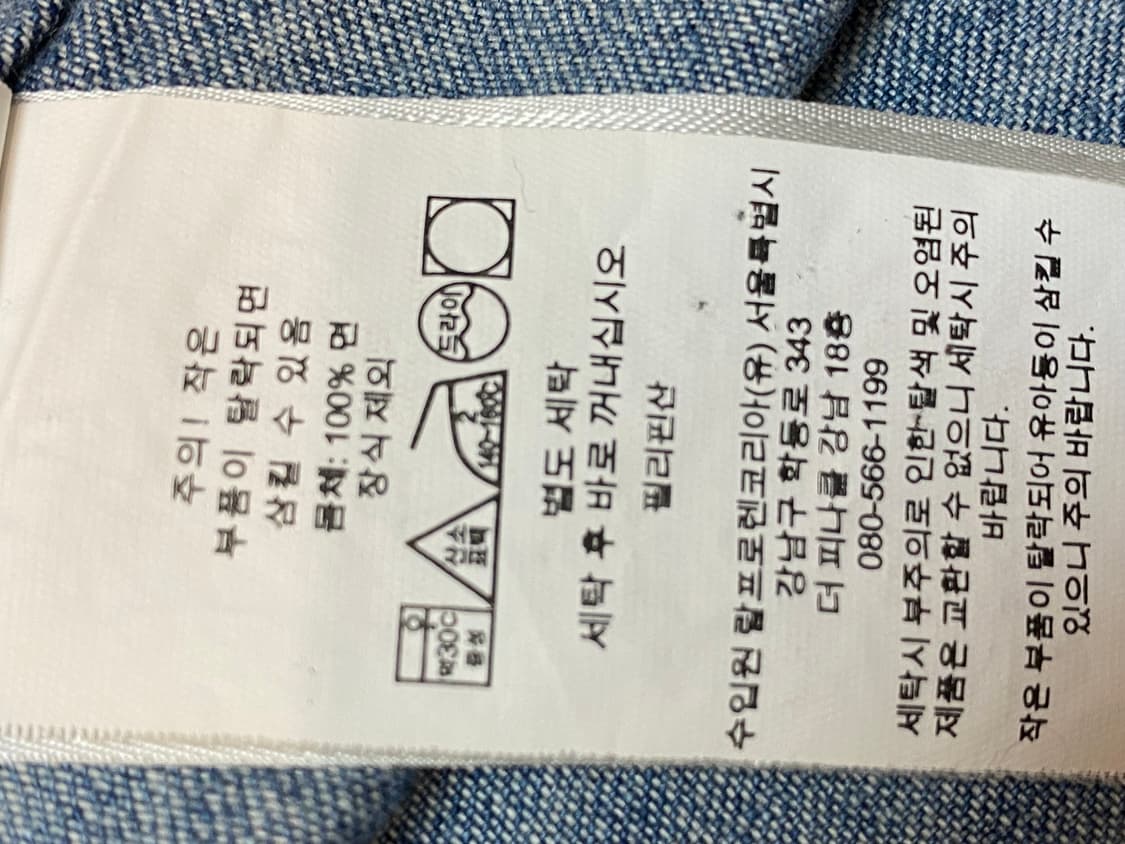 주의! 작은
부품이 탈락되면
삼킬 수 있음
몸체: 100% 면
장식 제외
약30℃
중성
산소
표백
2
140~160℃
드라이
별도 세탁
세탁 후 바로 꺼내십시오
필리핀산
수입원 랄프로렌코리아(유) 서울특별시
강남구 학동로 343
더 피나클 강남 18층
080-566-1199
세탁시 부주의로 인한 탈색 및 오염된
제품은 교환할 수 없으니 세탁시 주의
바랍니다.
작은 부품이 탈락되어 유아등이 삼킬 수
있으니 주의 바랍니다.